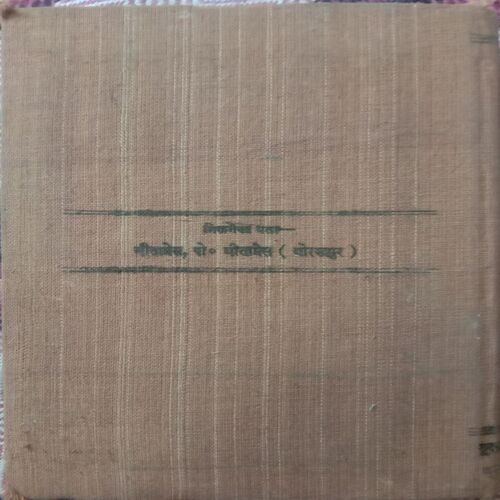 मिलनेका पता—
गीताप्रेस, पो० गीताप्रेस ( गोरखपुर )